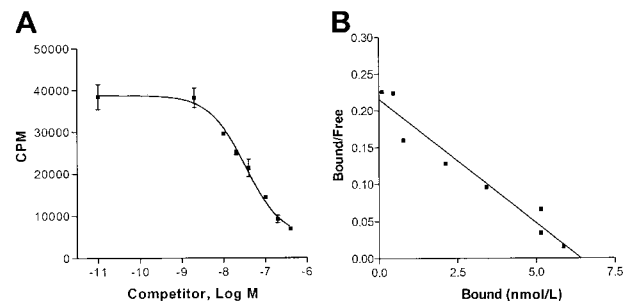 A
50000
40000
30000
20000
10000
0
CPM
-11 -10 -9 -8 -7 -6
Competitor, Log M
B
0.30
0.25
0.20
0.15
0.10
0.05
0.00
Bound/Free
0.0 2.5 5.0 7.5
Bound (nmol/L)